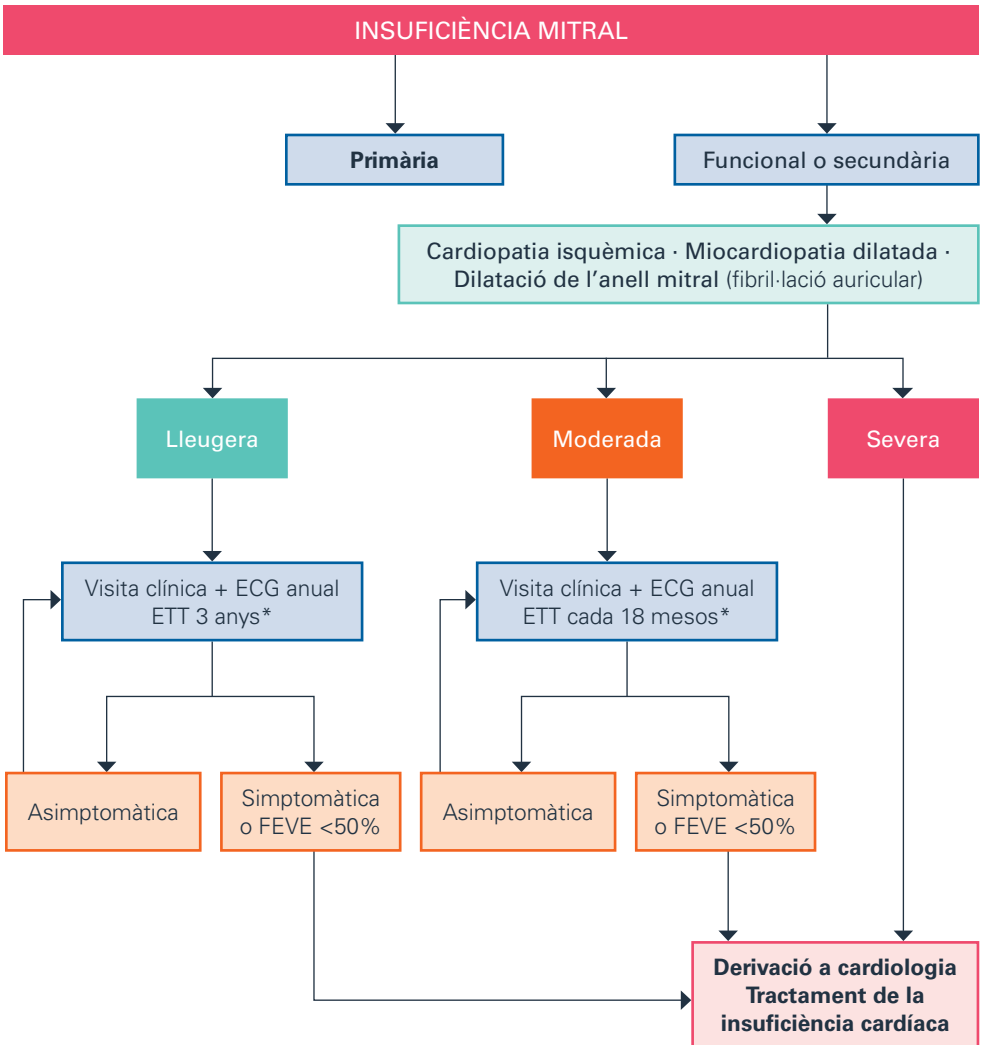 INSUFICIÈNCIA MITRAL
Primària
Funcional o secundària
Cardiopatia isquèmica · Miocardiopatia dilatada ·
Dilatació de l'anell mitral (fibril·lació auricular)
Lleugera
Moderada
Severa
Visita clínica + ECG anual
ETT 3 anys*
Visita clínica + ECG anual
ETT cada 18 mesos*
Asimptomàtica
Simptomàtica
o FEVE <50%
Asimptomàtica
Simptomàtica
o FEVE <50%
Derivació a cardiologia
Tractament de la
insuficiència cardíaca